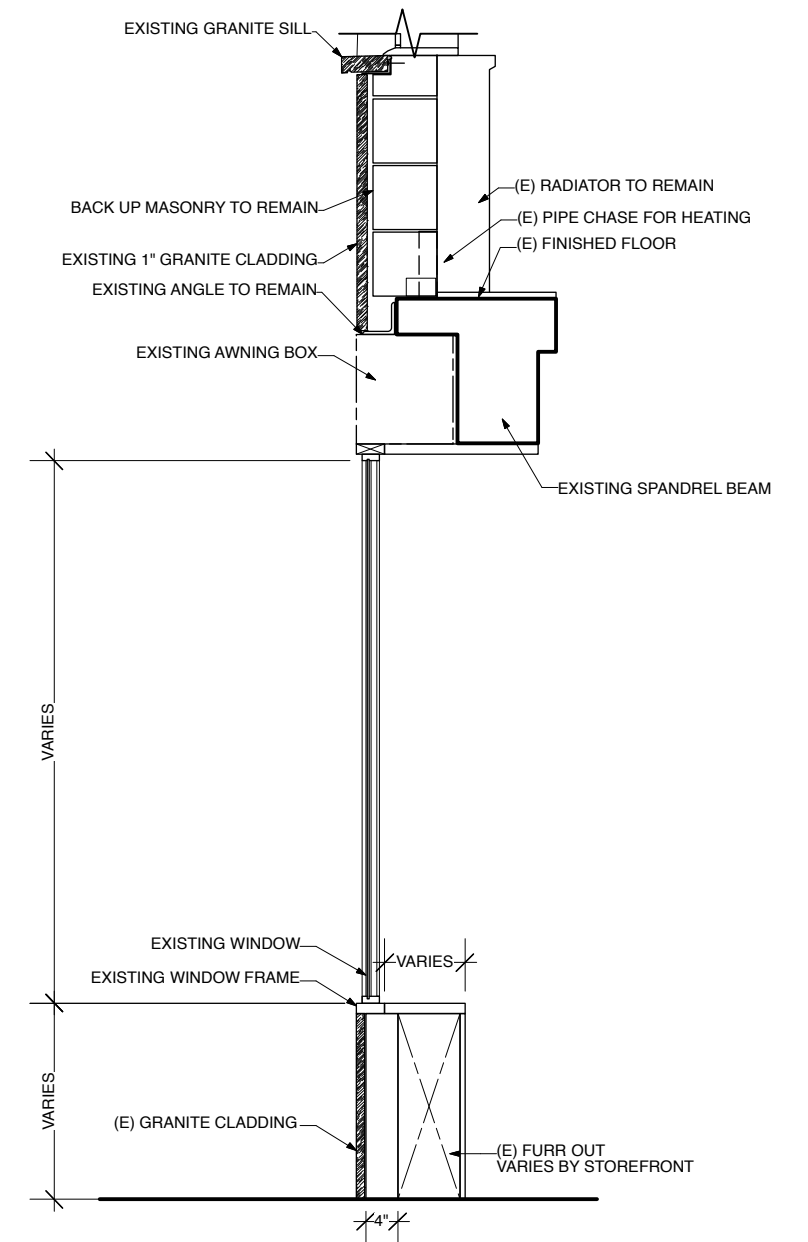 EXISTING GRANITE SILL
(E) RADIATOR TO REMAIN
BACK UP MASONRY TO REMAIN
(E) PIPE CHASE FOR HEATING
(E) FINISHED FLOOR
EXISTING 1" GRANITE CLADDING
EXISTING ANGLE TO REMAIN
EXISTING AWNING BOX
EXISTING SPANDREL BEAM
VARIES
EXISTING WINDOW
VARIES
EXISTING WINDOW FRAME
VARIES
(E) GRANITE CLADDING
(E) FURR OUT
VARIES BY STOREFRONT
4"